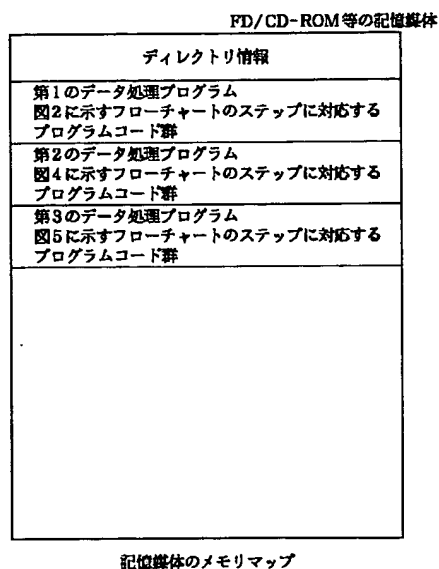 FD/CD-ROM等の記憶媒体
ディレクトリ情報
第1のデータ処理プログラム
図2に示すフローチャートのステップに対応する
プログラムコード群
第2のデータ処理プログラム
図4に示すフローチャートのステップに対応する
プログラムコード群
第3のデータ処理プログラム
図5に示すフローチャートのステップに対応する
プログラムコード群
記憶媒体のメモリマップ